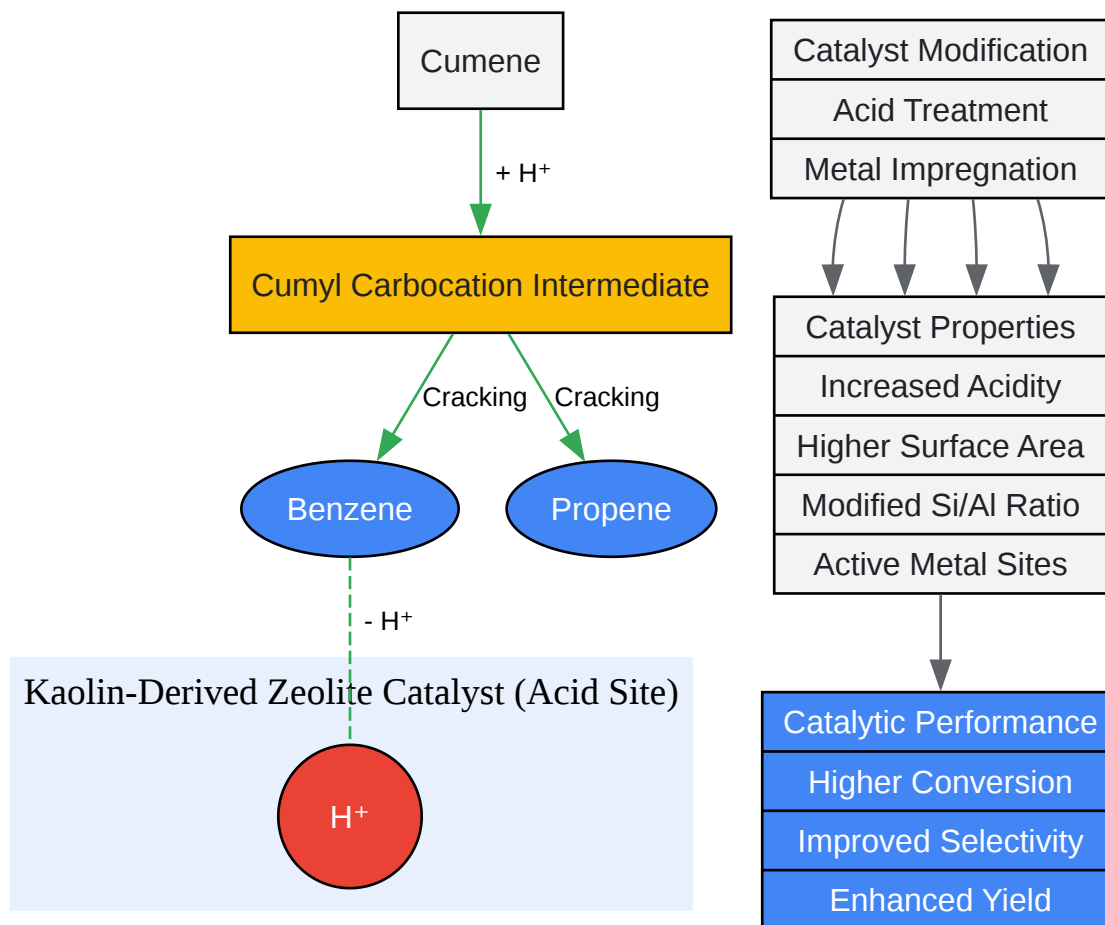 Cumene
+ H⁺
Cumyl Carbocation Intermediate
Cracking
Cracking
Benzene
Propene
- H⁺
Kaolin-Derived Zeolite Catalyst (Acid Site)
H⁺
Catalyst Modification
Acid Treatment
Metal Impregnation
Catalyst Properties
Increased Acidity
Higher Surface Area
Modified Si/Al Ratio
Active Metal Sites
Catalytic Performance
Higher Conversion
Improved Selectivity
Enhanced Yield